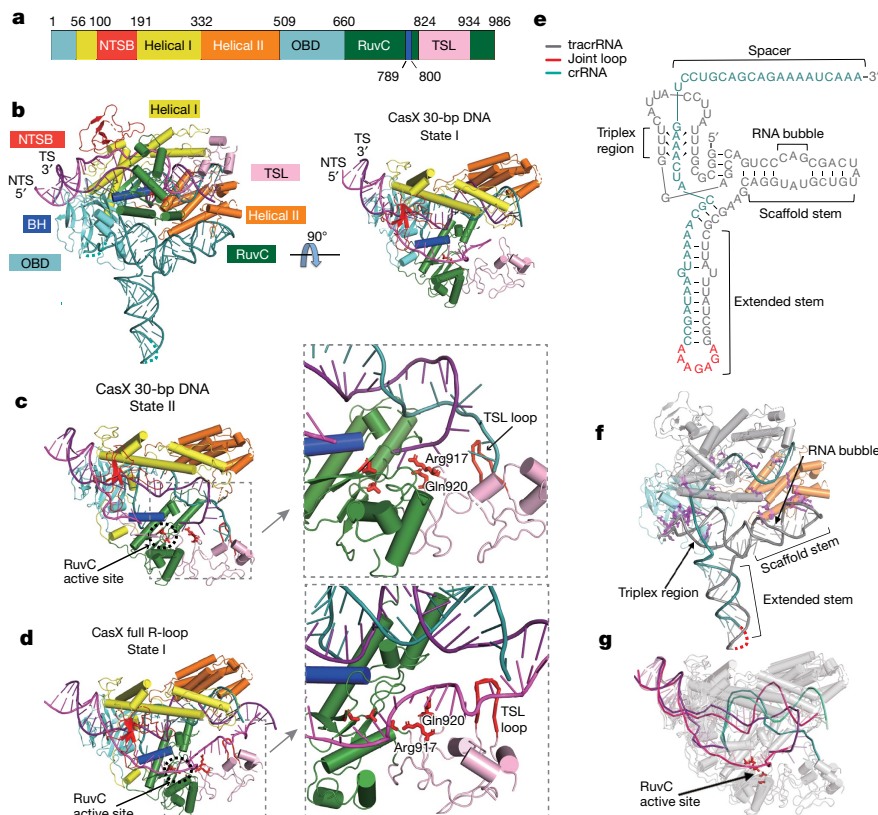 a
1 56 100 191 332 509 660 824 934 986
NTSB Helical I Helical II OBD RuvC TSL
789 800
b
Helical I
NTSB
TS
3′
NTS
5′
BH
OBD
TSL
Helical II
RuvC
90°
CasX 30-bp DNA
State I
TS
3′
NTS
5′
c
CasX 30-bp DNA
State II
RuvC
active site
TSL loop
Arg917
Gln920
d
CasX full R-loop
State I
RuvC
active site
Gln920
Arg917
TSL
loop
e
tracrRNA
Joint loop
crRNA
Spacer
UCCUGCAGCAGAAAAUCAAA-3′
Triplex
region
5′
RNA bubble
Scaffold stem
Extended stem
f
RNA bubble
Triplex region
Scaffold stem
Extended stem
g
RuvC
active site